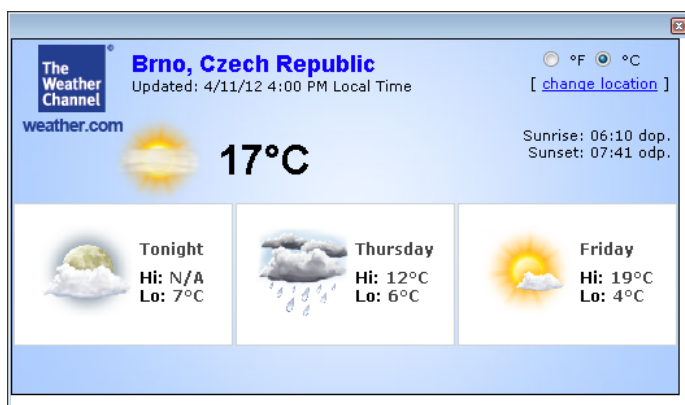 The
Weather
Channel
weather.com
Brno, Czech Republic
Updated: 4/11/12 4:00 PM Local Time
°F °C
[ change location ]
Sunrise: 06:10 dop.
Sunset: 07:41 odp.
17°C
Tonight
Hi: N/A
Lo: 7°C
Thursday
Hi: 12°C
Lo: 6°C
Friday
Hi: 19°C
Lo: 4°C